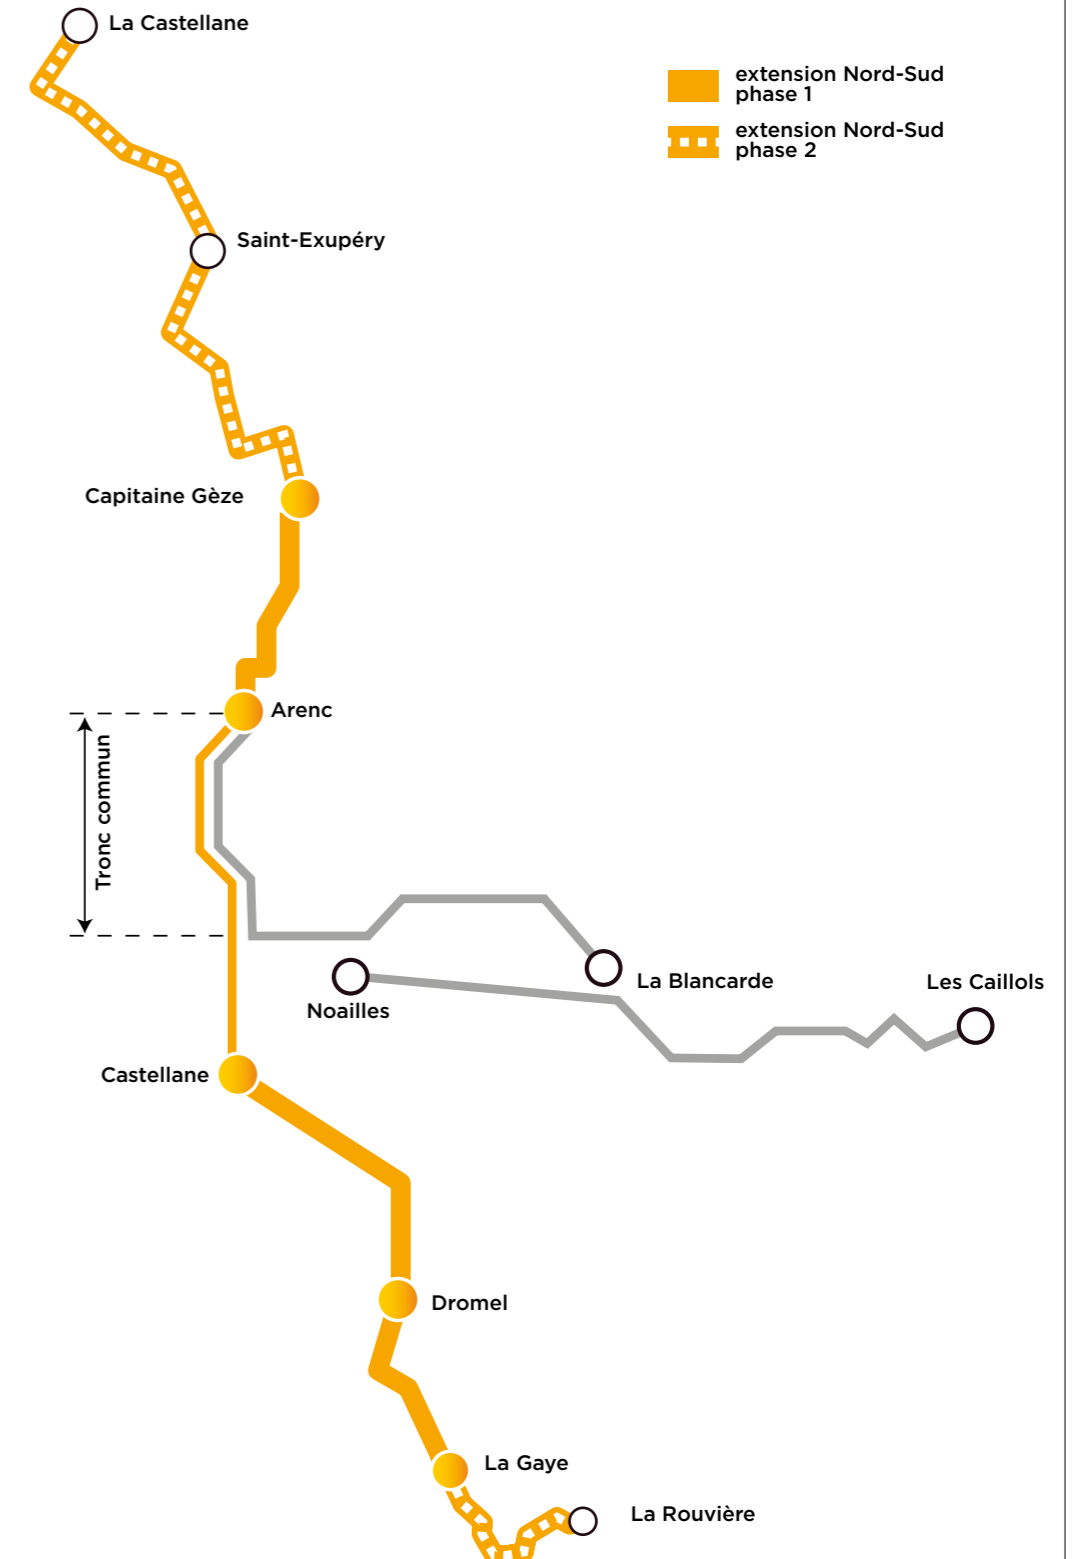 La Castellane
extension Nord-Sud
phase 1
extension Nord-Sud
phase 2
Saint-Exupéry
Capitaine Gèze
Arenc
Tronc commun
La Blancarde
Les Caillols
Noailles
Castellane
Dromel
La Gaye
La Rouvière